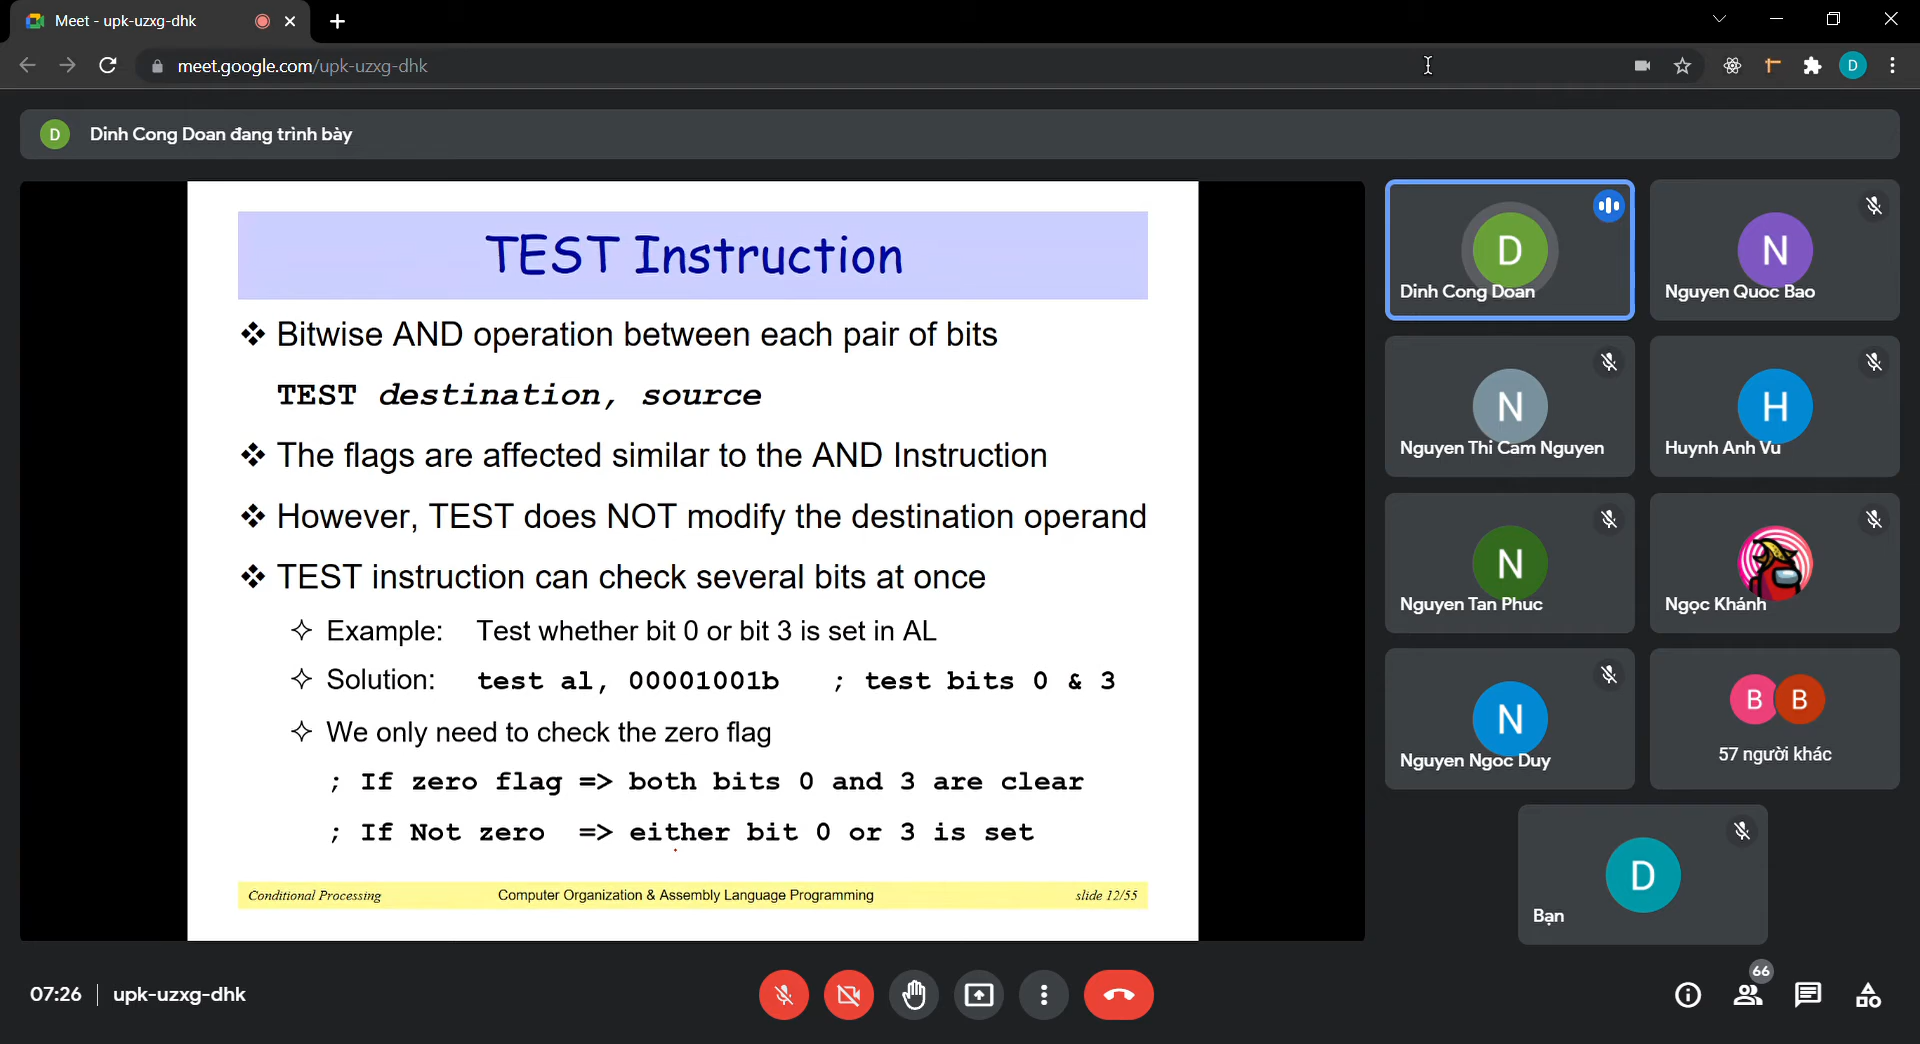 Meet - upk-uzxg-dhk
meet.google.com/upk-uzxg-dhk
D
D
Dinh Cong Doan đang trình bày
TEST Instruction
❖ Bitwise AND operation between each pair of bits
TEST destination, source
❖ The flags are affected similar to the AND Instruction
❖ However, TEST does NOT modify the destination operand
❖ TEST instruction can check several bits at once
✧ Example: Test whether bit 0 or bit 3 is set in AL
✧ Solution: test al, 00001001b ; test bits 0 & 3
✧ We only need to check the zero flag
; If zero flag => both bits 0 and 3 are clear
; If Not zero => either bit 0 or 3 is set
Conditional Processing Computer Organization & Assembly Language Programming slide 12/55
D
Dinh Cong Doan
N
Nguyen Quoc Bao
N
Nguyen Thi Cam Nguyen
H
Huynh Anh Vu
N
Nguyen Tan Phuc
Ngọc Khánh
N
Nguyen Ngoc Duy
B B
57 người khác
D
Bạn
07:26 | upk-uzxg-dhk
66